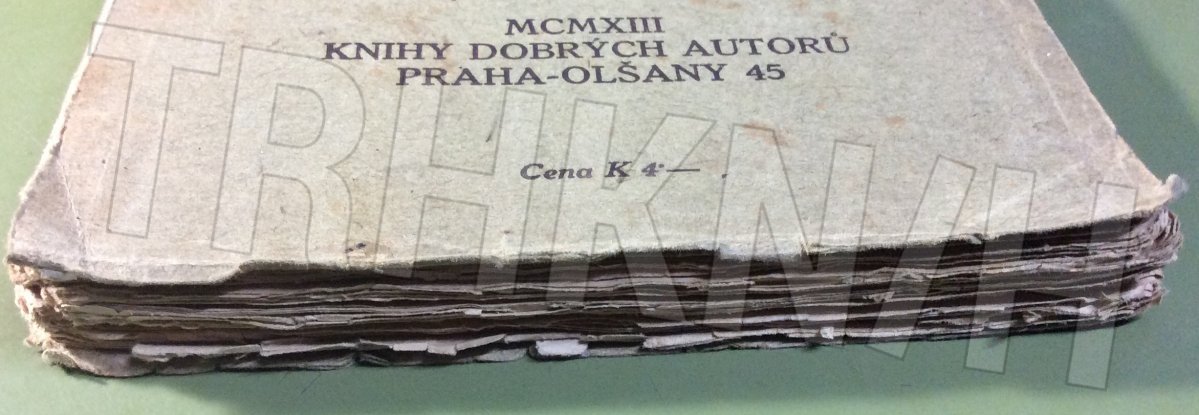 MCMXIII
KNIHY DOBRÝCH AUTORŮ
PRAHA-OLŠANY 45
Cena K 4·—
TRHKNIH